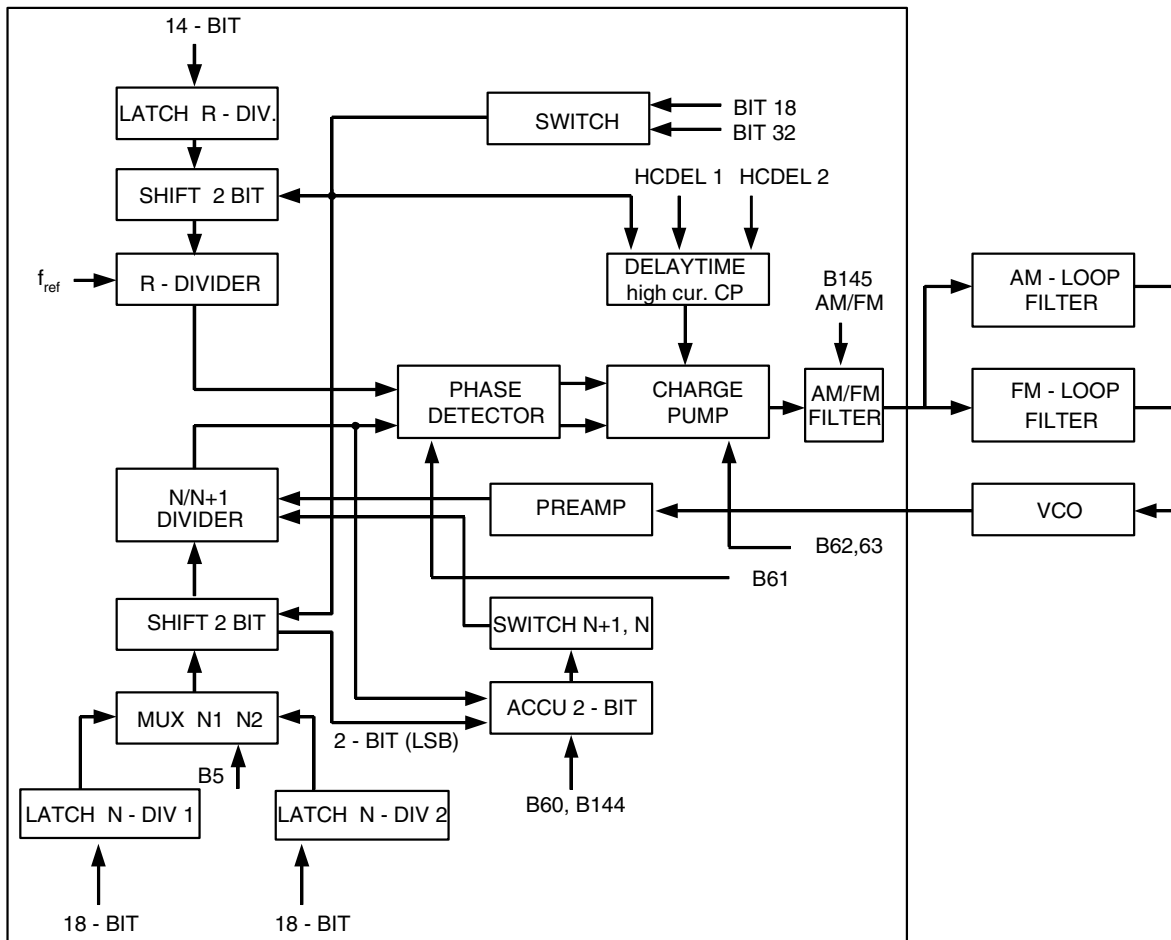 14 - BIT
LATCH R - DIV.
SWITCH
BIT 18
BIT 32
SHIFT 2 BIT
HCDEL 1
HCDEL 2
f_ref
R - DIVIDER
DELAYTIME
high cur. CP
B145
AM/FM
AM - LOOP
FILTER
PHASE
DETECTOR
CHARGE
PUMP
AM/FM
FILTER
FM - LOOP
FILTER
N/N+1
DIVIDER
PREAMP
VCO
B62,63
B61
SHIFT 2 BIT
SWITCH N+1, N
MUX N1 N2
ACCU 2 - BIT
2 - BIT (LSB)
B5
B60, B144
LATCH N - DIV 1
LATCH N - DIV 2
18 - BIT
18 - BIT